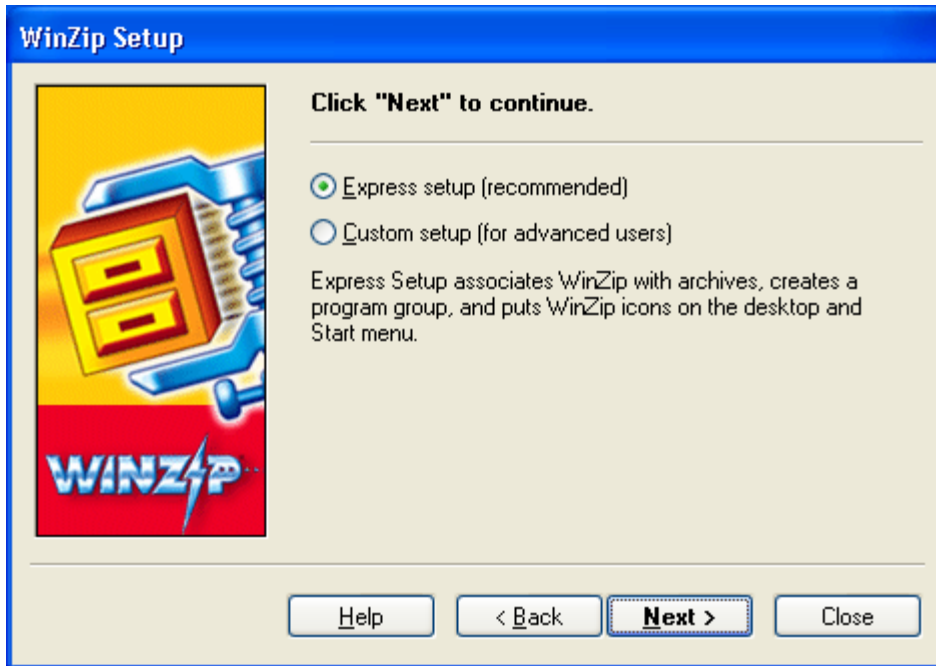 WinZip Setup
Click "Next" to continue.
Express setup (recommended)
Custom setup (for advanced users)
Express Setup associates WinZip with archives, creates a
program group, and puts WinZip icons on the desktop and
Start menu.
WINZIP
Help
< Back
Next >
Close